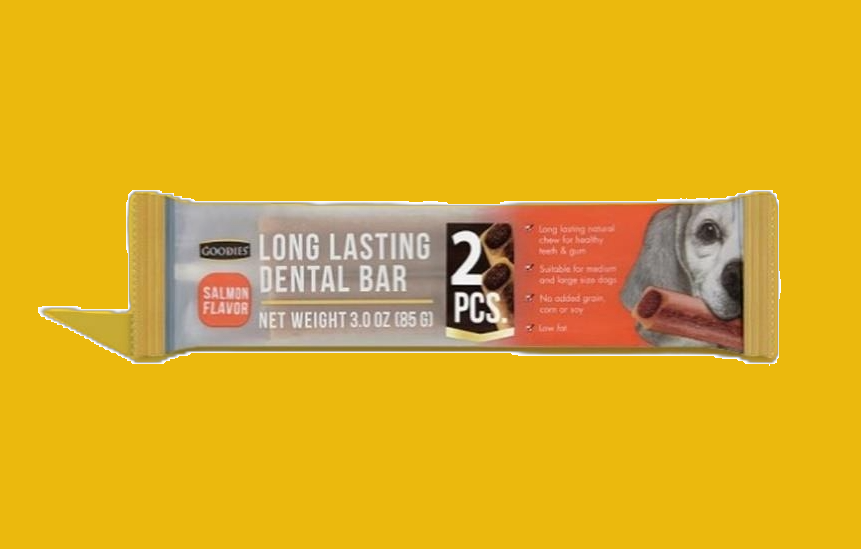 GOODIES
LONG LASTING
DENTAL BAR
SALMON
FLAVOR
NET WEIGHT 3.0 OZ (85 G)
2
PCS.
Long lasting natural
chew for healthy
teeth & gum
Suitable for medium
and large size dogs
No added grain,
corn or soy
Low fat